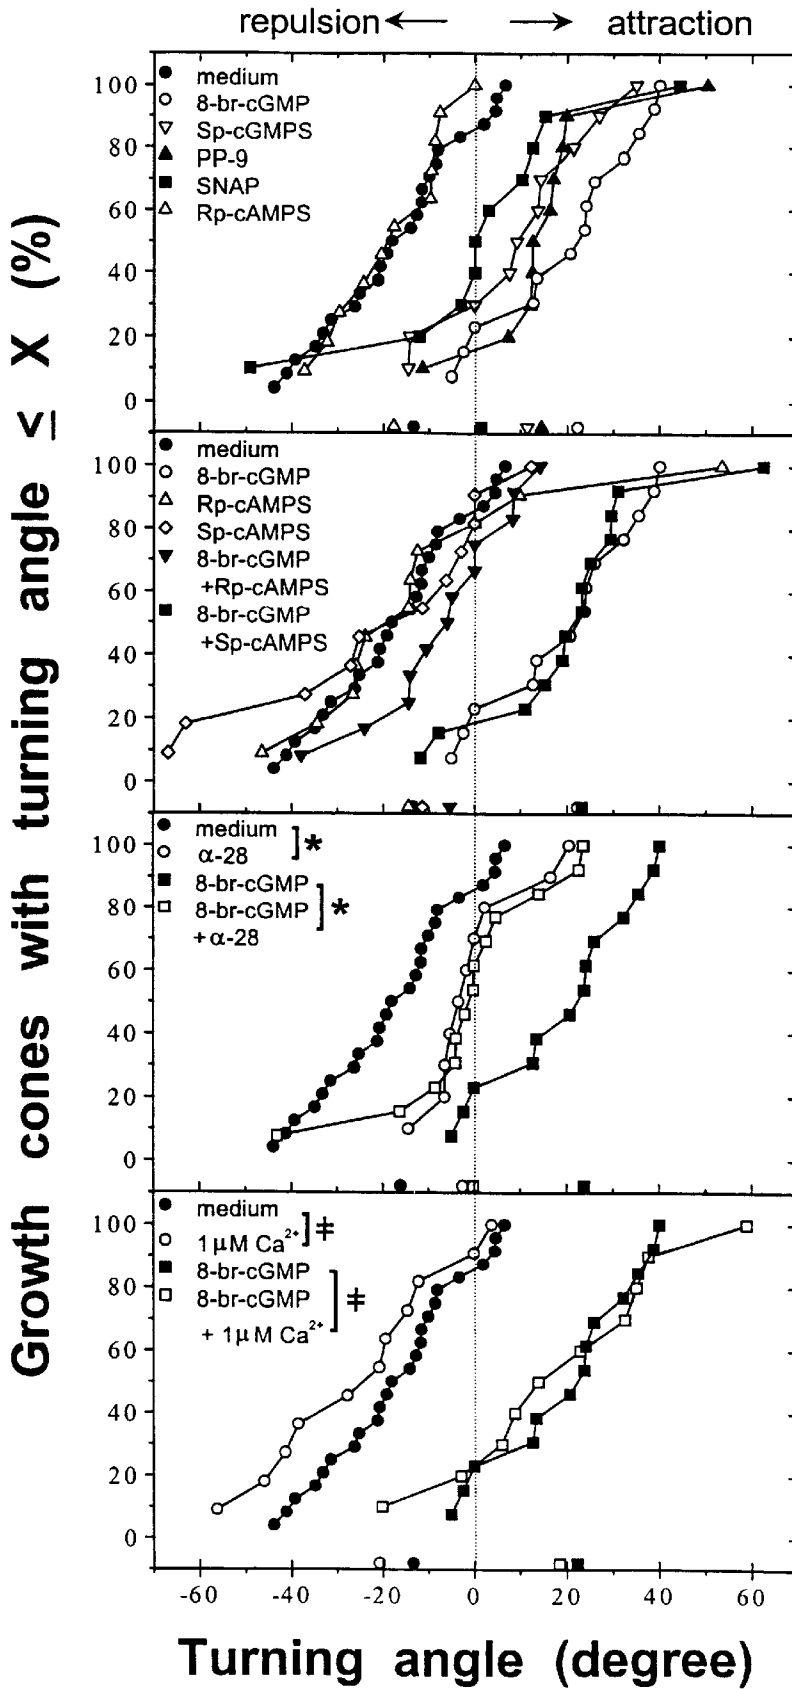 repulsion attraction
100
80
60
40
20
0
medium
8-br-cGMP
Sp-cGMPS
PP-9
SNAP
Rp-cAMPS
100
80
60
40
20
0
medium
8-br-cGMP
Rp-cAMPS
Sp-cAMPS
8-br-cGMP
+Rp-cAMPS
8-br-cGMP
+Sp-cAMPS
100
80
60
40
20
0
medium
α-28
*
8-br-cGMP
8-br-cGMP
+ α-28
*
100
80
60
40
20
0
medium
1μM Ca²⁺
ǂ
8-br-cGMP
8-br-cGMP
+ 1μM Ca²⁺
ǂ
-60 -40 -20 0 20 40 60
Turning angle (degree)
Growth cones with turning angle ≤ X (%)